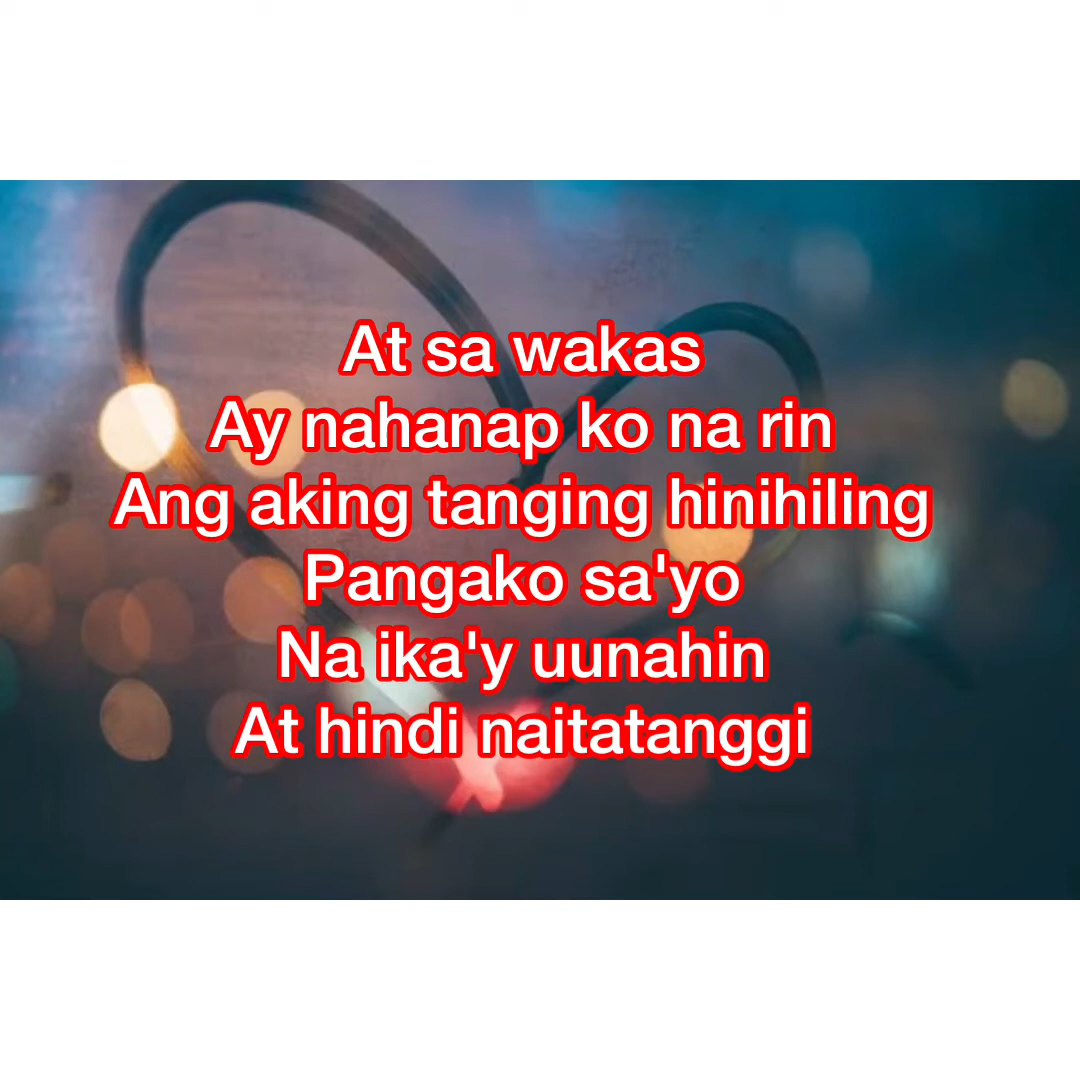 At sa wakas
Ay nahanap ko na rin
Ang aking tanging hinihiling
Pangako sa'yo
Na ika'y uunahin
At hindi naitatanggi